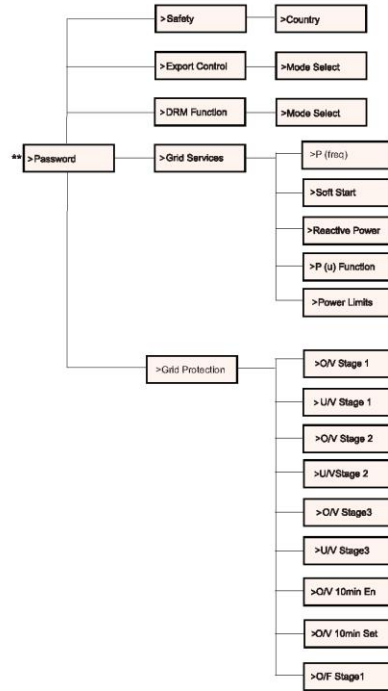 >Safety
>Country
>Export Control
>Mode Select
>DRM Function
>Mode Select
** >Password
>Grid Services
>P (freq)
>Soft Start
>Reactive Power
>P (u) Function
>Power Limits
>Grid Protection
>O/V Stage 1
> U/V Stage 1
>O/V Stage 2
>U/VStage 2
>O/V Stage3
>U/V Stage3
>O/V 10min En
>O/V 10min Set
>O/F Stage1